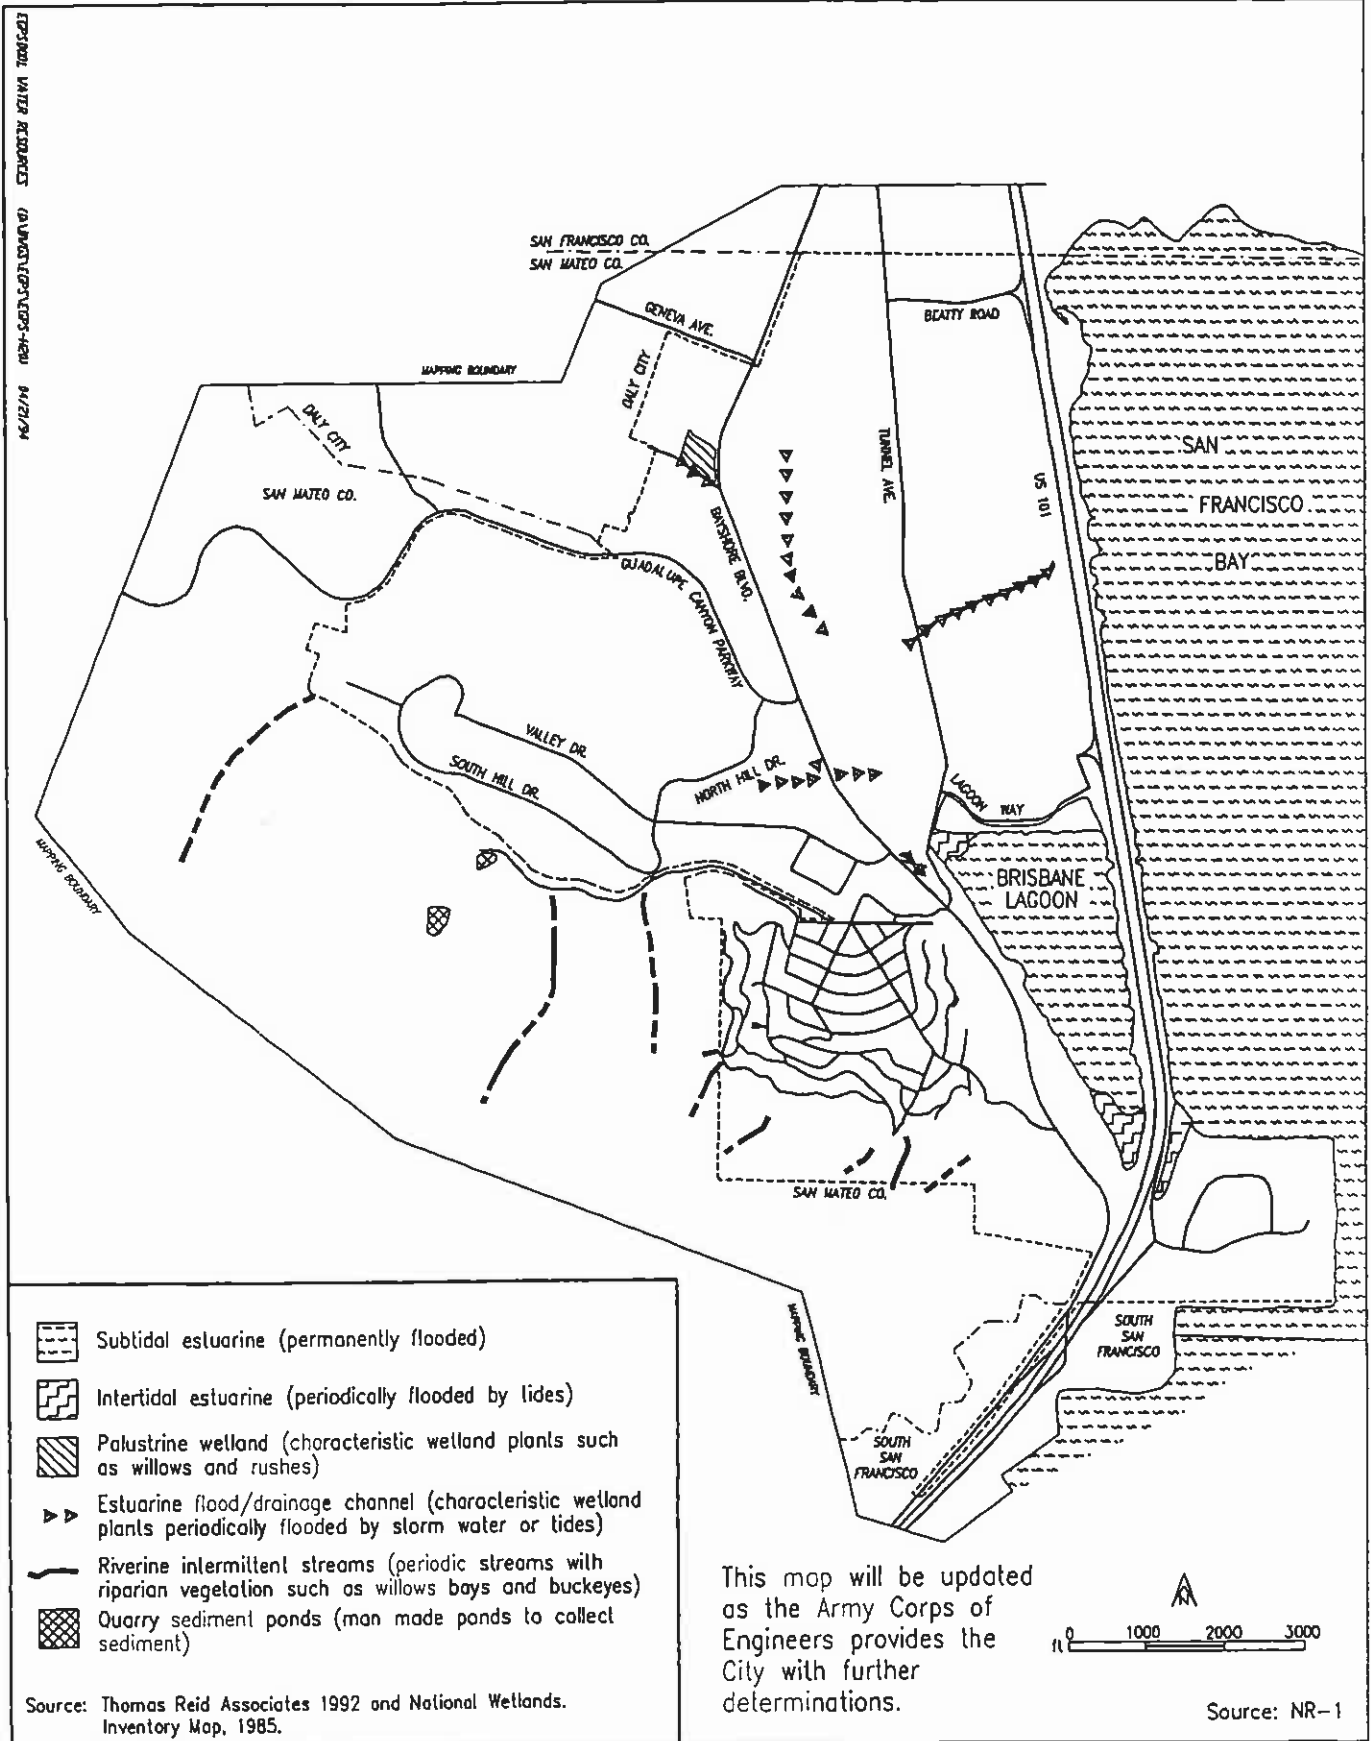 SAN FRANCISCO CO.
SAN MATEO CO.
GENEVA AVE.
BEATTY ROAD
MAPPING BOUNDARY
DALY CITY
DALY CITY
SAN MATEO CO.
TUNNEL AVE.
US 101
SAN
FRANCISCO
BAY
BAYSHORE BLVD.
GUADALUPE CANYON PARKWAY
VALLEY DR.
SOUTH HILL DR.
NORTH HILL DR.
LAGOON WAY
MAPPING BOUNDARY
BRISBANE
LAGOON
SAN MATEO CO.
MAPPING BOUNDARY
SOUTH
SAN
FRANCISCO
SOUTH
SAN
FRANCISCO
Subtidal estuarine (permanently flooded)
Intertidal estuarine (periodically flooded by tides)
Palustrine wetland (characteristic wetland plants such
as willows and rushes)
Estuarine flood/drainage channel (characteristic wetland
plants periodically flooded by storm water or tides)
Riverine intermittent streams (periodic streams with
riparian vegetation such as willows bays and buckeyes)
Quarry sediment ponds (man made ponds to collect
sediment)
Source: Thomas Reid Associates 1992 and National Wetlands.
Inventory Map, 1985.
This map will be updated
as the Army Corps of
Engineers provides the
City with further
determinations.
0 1000 2000 3000
ft
Source: NR-1
WATER RESOURCES
04/21/94